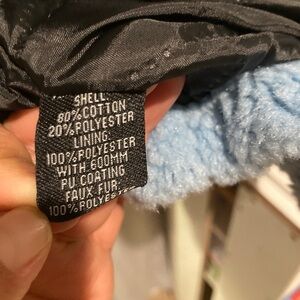 SHELL
80%COTTON
20%POLYESTER
LINING:
100%POLYESTER
WITH 600MM
PU COATING
FAUX FUR:
100%POLYESTER